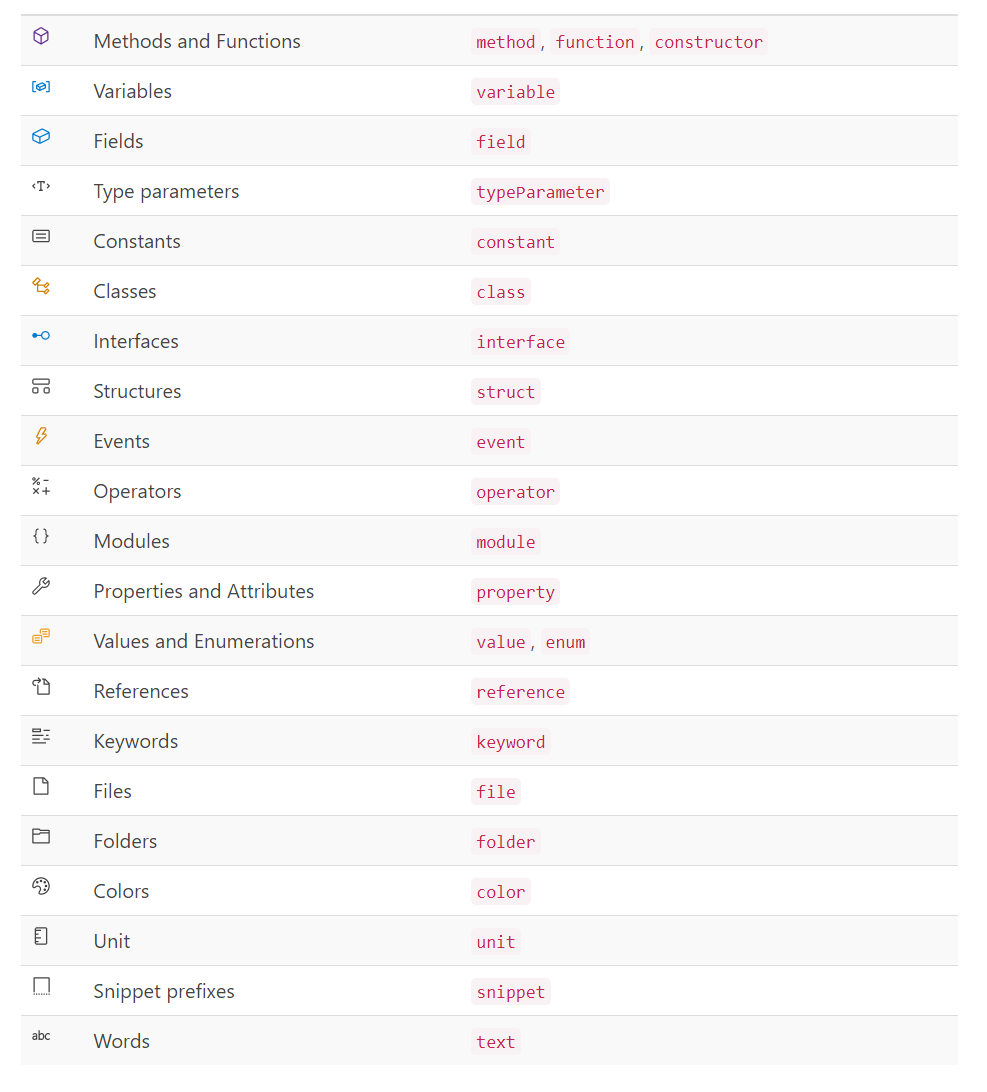 Methods and Functions method, function, constructor
Variables variable
Fields field
<T> Type parameters typeParameter
Constants constant
Classes class
Interfaces interface
Structures struct
Events event
Operators operator
{} Modules module
Properties and Attributes property
Values and Enumerations value, enum
References reference
Keywords keyword
Files file
Folders folder
Colors color
Unit unit
Snippet prefixes snippet
abc Words text